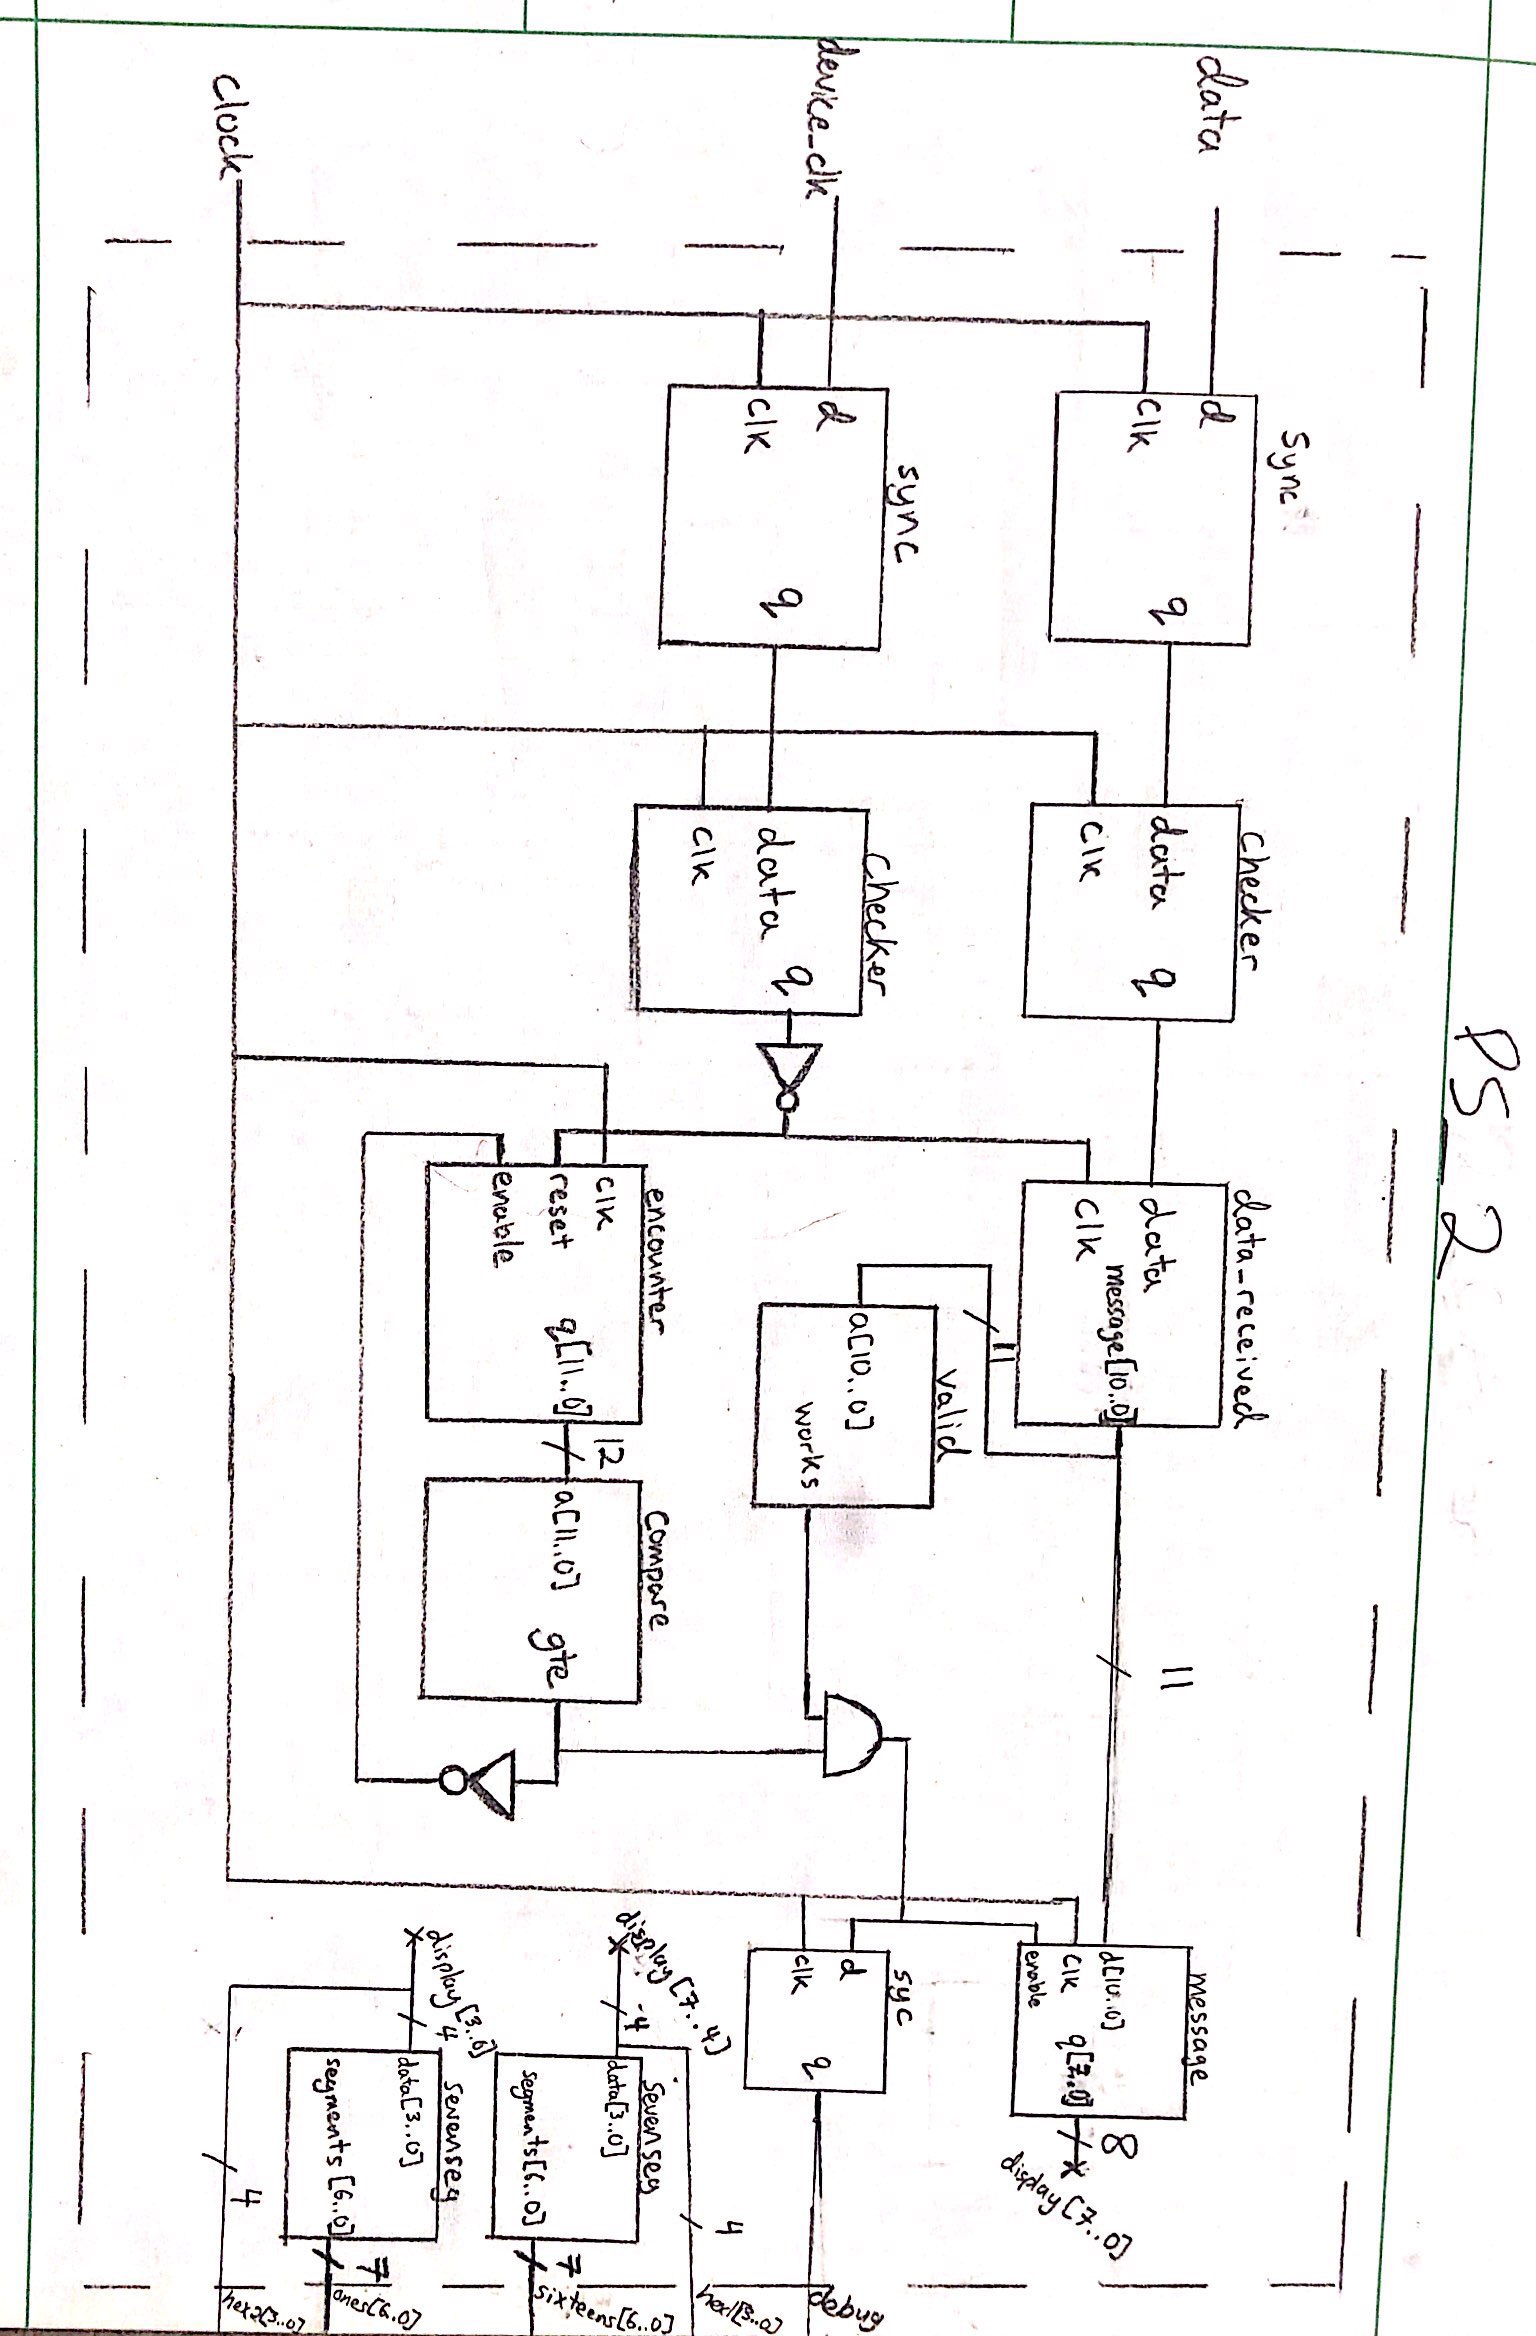 PS_2
data
Sync
d
clk
q
checker
data
q
clk
data_received
data
message[10..0]
clk
11
message
d[10..0]
clk
q[7..0]
enable
8
display[7..0]
11
valid
a[10..0]
works
device_clk
sync
d
clk
q
checker
data
q
clk
syc
d
clk
q
debug
encounter
clk
reset
enable
q[11..0]
12
compare
a[11..0]
gte
display[7..4]
4
4
hex1[3..0]
sevenseg
data[3..0]
segments[6..0]
7
sixteens[6..0]
display[3..0]
4
sevenseg
data[3..0]
segments [6..0]
7
ones[6..0]
4
hex2[3..0]
clock